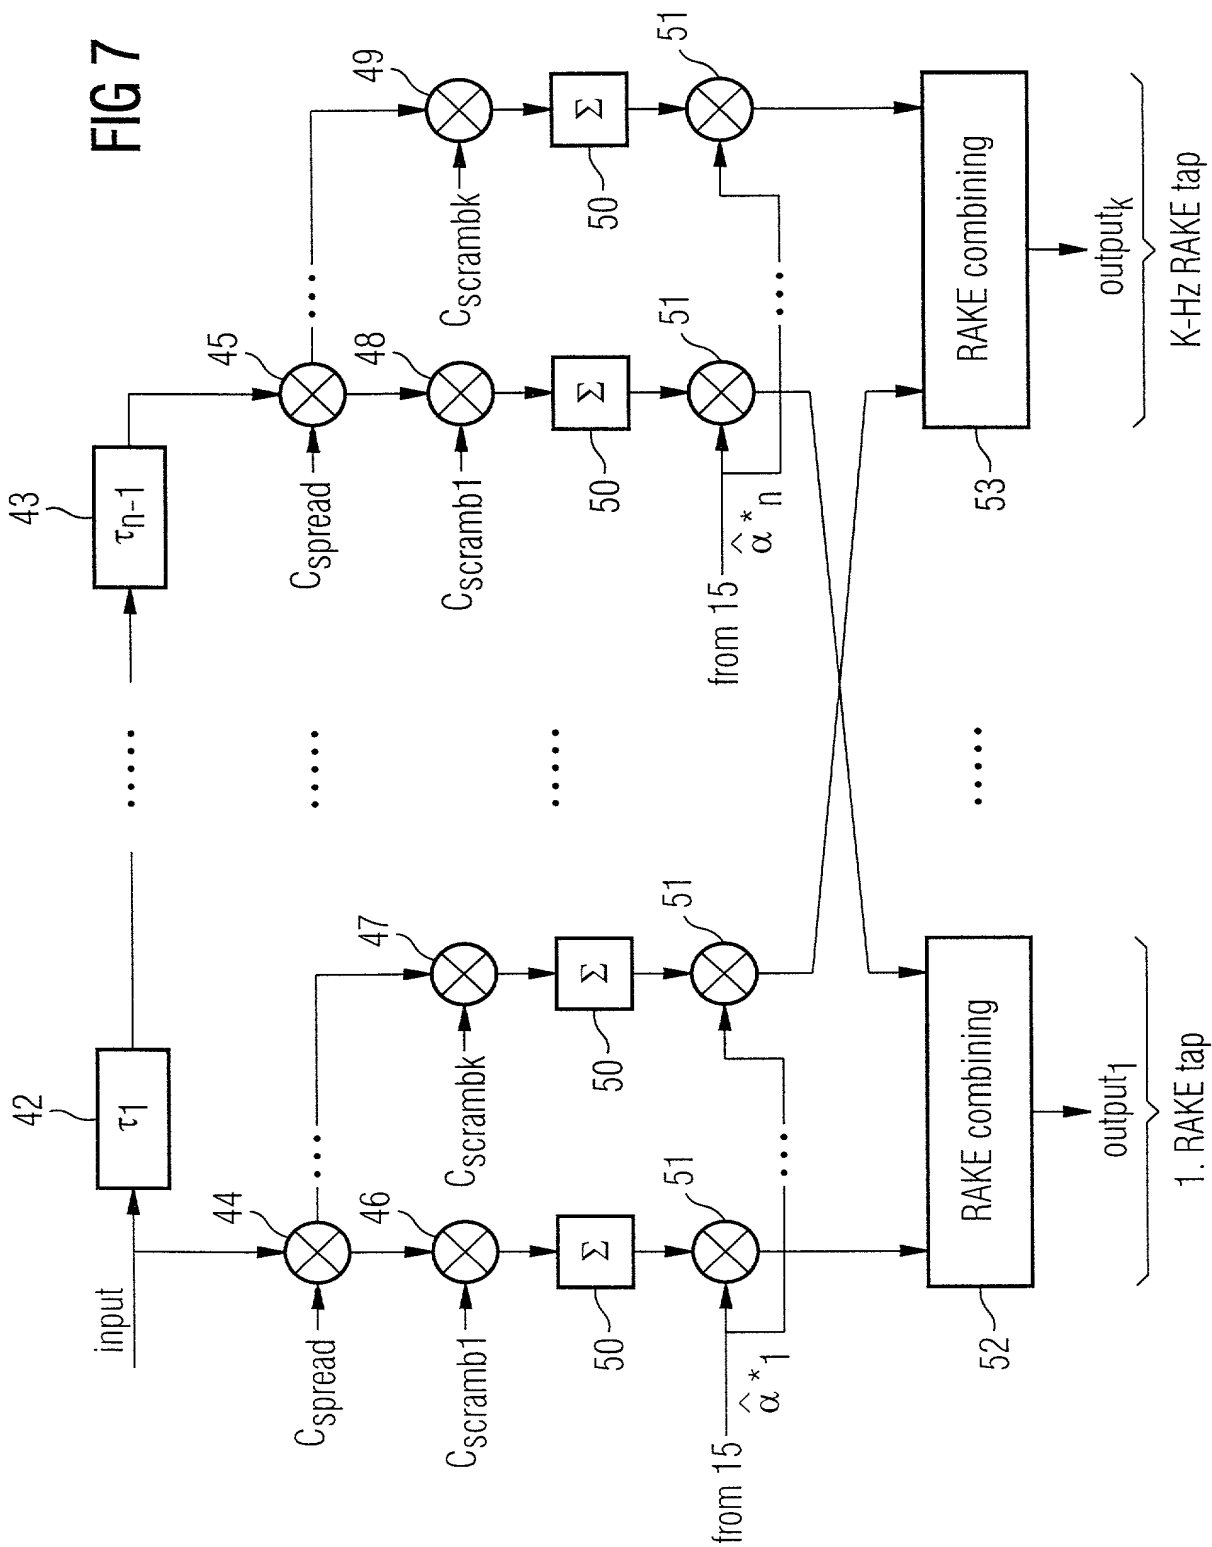 FIG 7
input
42
τ1
43
τn-1
44
45
Cspread
Cspread
46
47
48
49
Cscramb1
Cscrambk
Cscramb1
Cscrambk
Σ
Σ
Σ
Σ
50
50
50
50
51
51
51
51
from 15
α̂*1
from 15
α̂*n
RAKE combining
52
RAKE combining
53
output1
outputk
1. RAKE tap
K-Hz RAKE tap